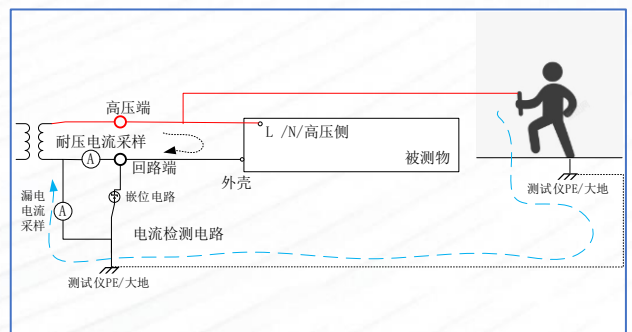 高压端
L /N/高压侧
耐压电流采样
A
回路端
被测物
外壳
测试仪PE/大地
漏电
电流
采样
A
嵌位电路
电流检测电路
测试仪PE/大地